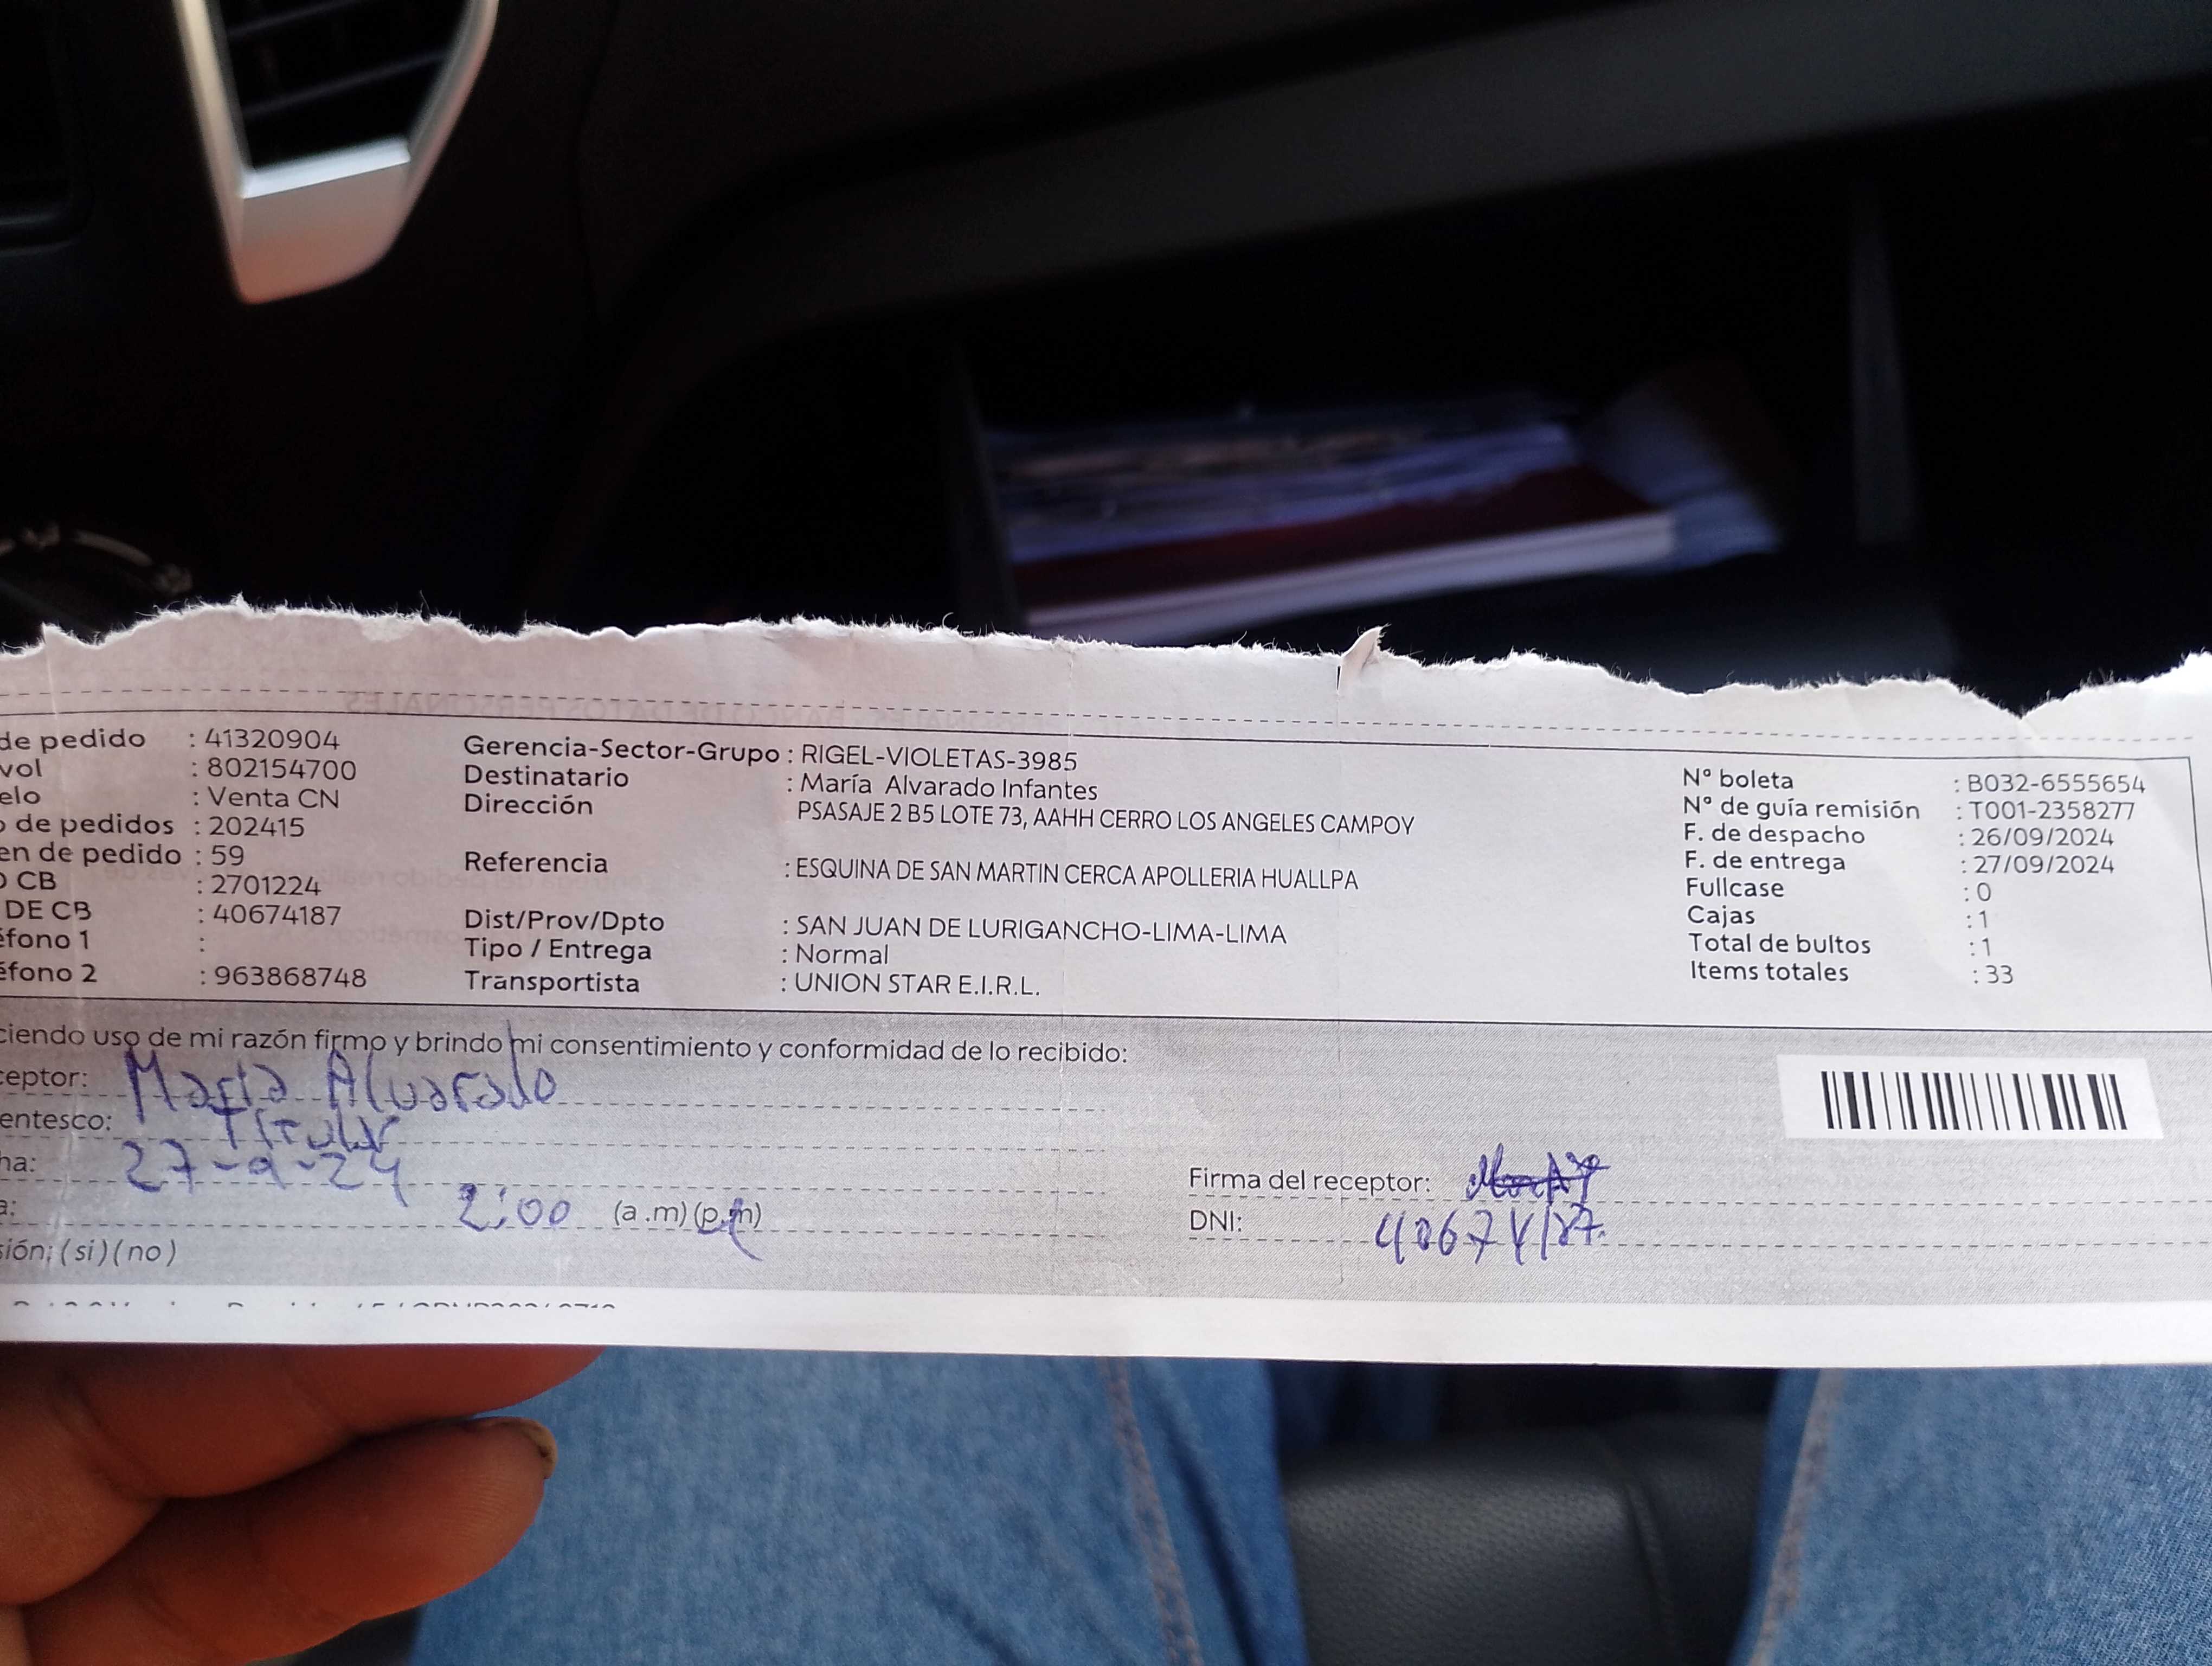 de pedido : 41320904
vol : 802154700
elo : Venta CN
o de pedidos : 202415
en de pedido : 59
O CB : 2701224
DE CB : 40674187
éfono 1 :
éfono 2 : 963868748
Gerencia-Sector-Grupo : RIGEL-VIOLETAS-3985
Destinatario : María Alvarado Infantes
Dirección PSASAJE 2 B5 LOTE 73, AAHH CERRO LOS ANGELES CAMPOY
Referencia : ESQUINA DE SAN MARTIN CERCA APOLLERIA HUALLPA
Dist/Prov/Dpto : SAN JUAN DE LURIGANCHO-LIMA-LIMA
Tipo / Entrega : Normal
Transportista : UNION STAR E.I.R.L.
N° boleta : B032-6555654
N° de guía remisión : T001-2358277
F. de despacho : 26/09/2024
F. de entrega : 27/09/2024
Fullcase : 0
Cajas : 1
Total de bultos : 1
Items totales : 33
ciendo uso de mi razón firmo y brindo mi consentimiento y conformidad de lo recibido:
ceptor: Maria Alvarado
entesco: Titular
ha: 27-9-24
a: 2:00 (a.m) (p.m)
sión; (si) (no)
Firma del receptor:
DNI: 40674187